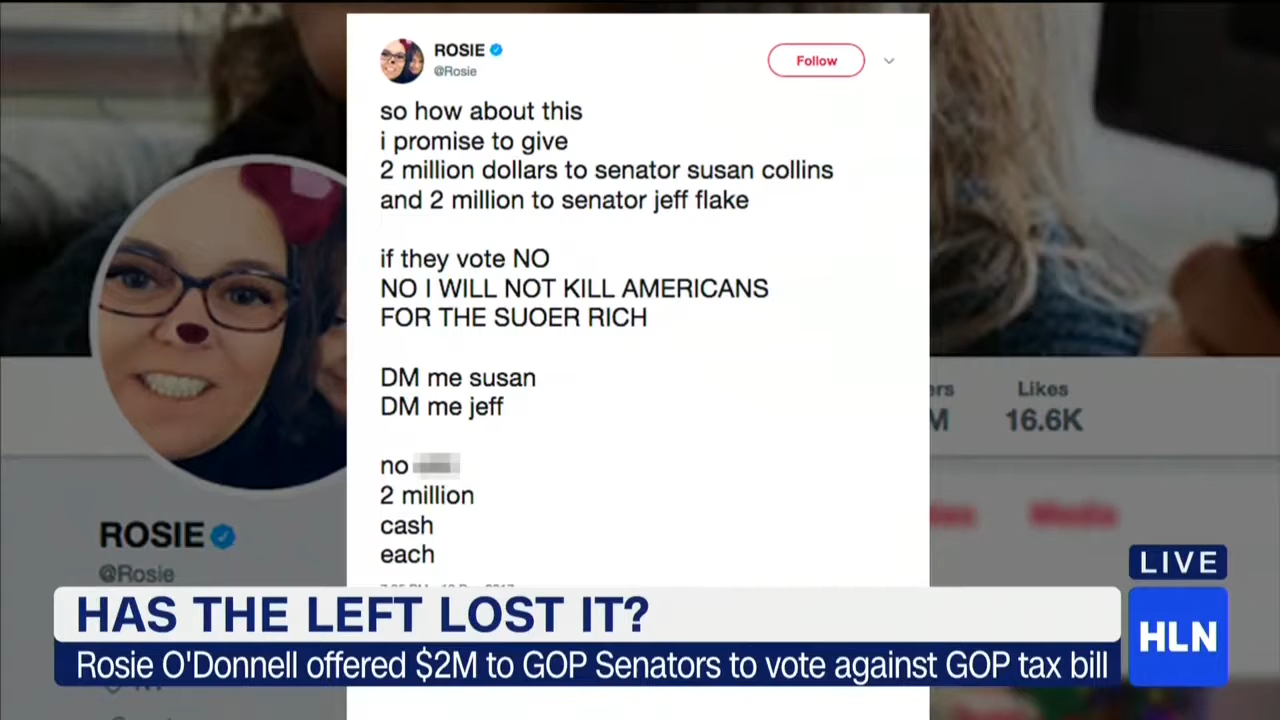 ROSIE
@Rosie
Follow
so how about this
i promise to give
2 million dollars to senator susan collins
and 2 million to senator jeff flake
if they vote NO
NO I WILL NOT KILL AMERICANS
FOR THE SUOER RICH
DM me susan
DM me jeff
no
2 million
cash
each
Likes
M
16.6K
ROSIE
@Rosie
LIVE
HAS THE LEFT LOST IT?
HLN
Rosie O'Donnell offered $2M to GOP Senators to vote against GOP tax bill